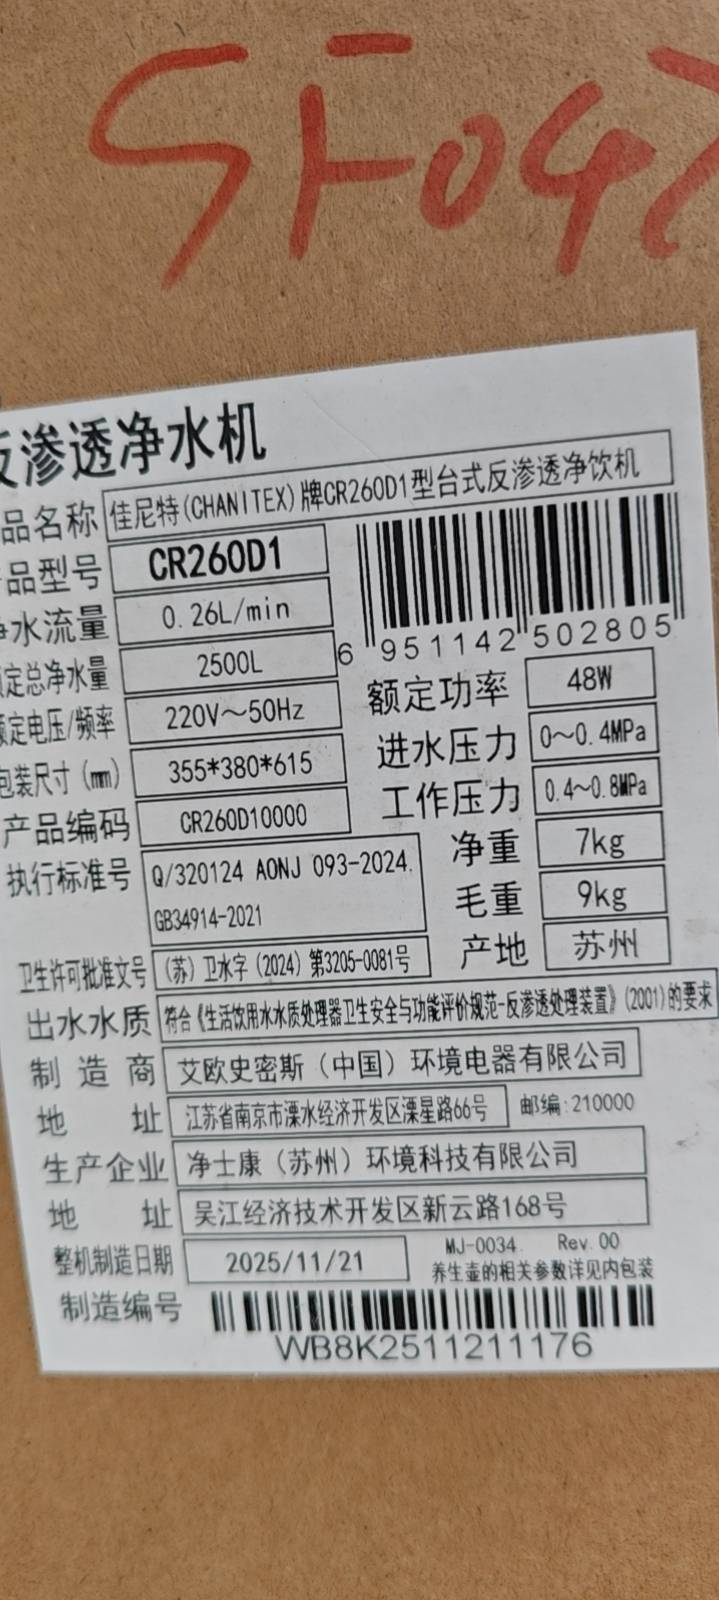 SF047
反渗透净水机
品名称 佳尼特(CHANITEX)牌CR260D1型台式反渗透净饮机
品型号 CR260D1
净水流量 0.26L/min
6 951142 502805
额定总净水量 2500L
额定功率 48W
额定电压/频率 220V～50Hz
进水压力 0～0.4MPa
包装尺寸(mm) 355*380*615
工作压力 0.4～0.8MPa
产品编码 CR260D10000
净重 7kg
执行标准号 Q/320124 AONJ 093-2024,
GB34914-2021
毛重 9kg
产地 苏州
卫生许可批准文号 (苏)卫水字(2024)第3205-0081号
出水水质 符合《生活饮用水水质处理器卫生安全与功能评价规范-反渗透处理装置》(2001)的要求
制造商 艾欧史密斯(中国)环境电器有限公司
地址 江苏省南京市溧水经济开发区溧星路66号 邮编:210000
生产企业 净士康(苏州)环境科技有限公司
地址 吴江经济技术开发区新云路168号
整机制造日期 2025/11/21
MJ-0034 Rev.00
养生壶的相关参数详见内包装
制造编号
WB8K2511211176